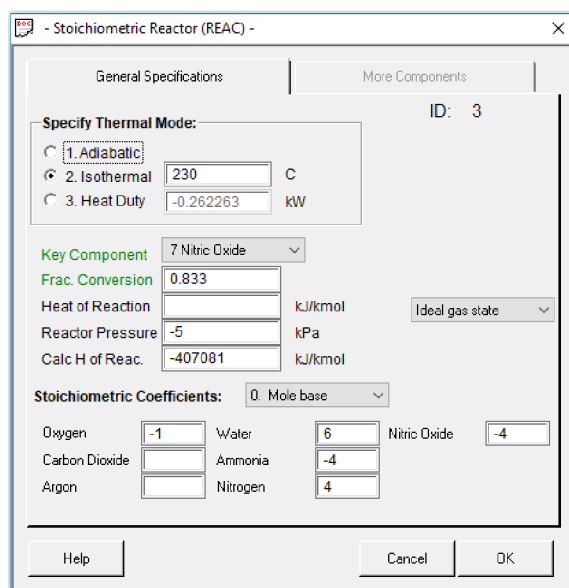 - Stoichiometric Reactor (REAC) -
General Specifications More Components
ID: 3
Specify Thermal Mode:
1. Adiabatic
2. Isothermal 230 C
3. Heat Duty -0.262263 kW
Key Component 7 Nitric Oxide
Frac. Conversion 0.833
Heat of Reaction kJ/kmol Ideal gas state
Reactor Pressure -5 kPa
Calc H of Reac. -407081 kJ/kmol
Stoichiometric Coefficients: 0. Mole base
Oxygen -1 Water 6 Nitric Oxide -4
Carbon Dioxide Ammonia -4
Argon Nitrogen 4
Help Cancel OK